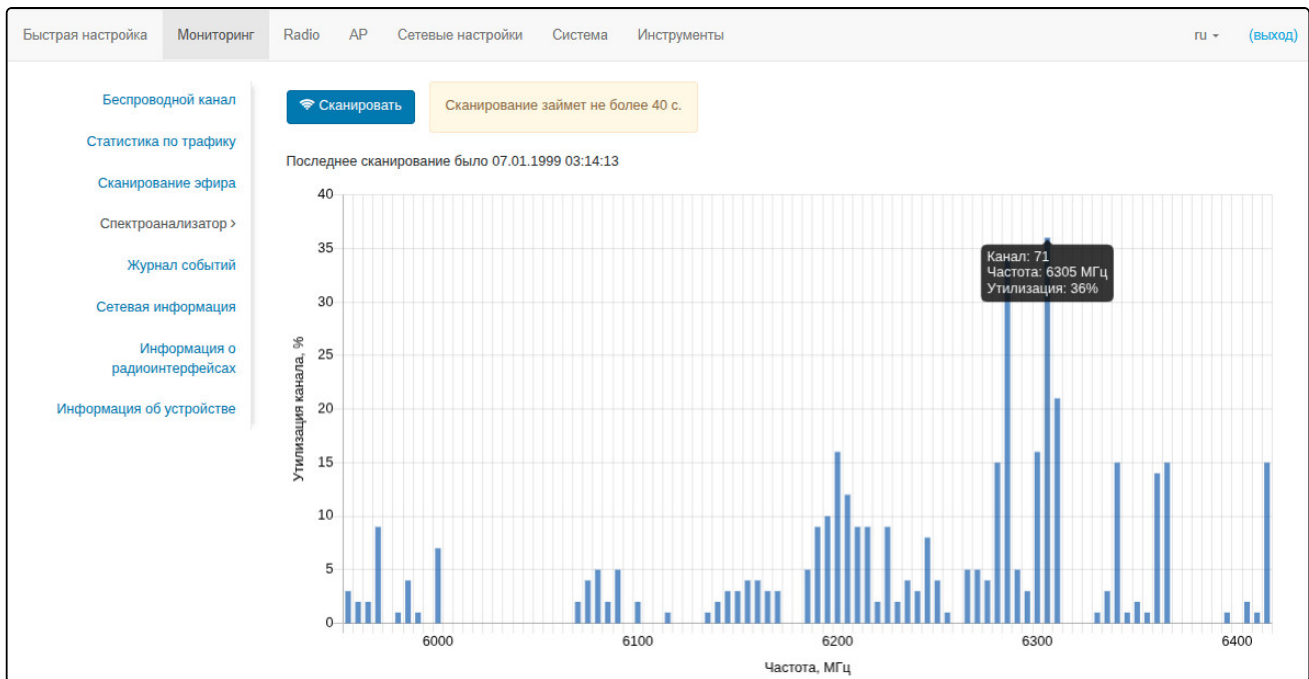 Быстрая настройка Мониторинг Radio AP Сетевые настройки Система Инструменты ru (выход)
Беспроводной канал
Статистика по трафику
Сканирование эфира
Спектроанализатор ›
Журнал событий
Сетевая информация
Информация о
радиоинтерфейсах
Информация об устройстве
Сканировать
Сканирование займет не более 40 с.
Последнее сканирование было 07.01.1999 03:14:13
Утилизация канала, %
40
35
30
25
20
15
10
5
0
Канал: 71
Частота: 6305 МГц
Утилизация: 36%
6000 6100 6200 6300 6400
Частота, МГц